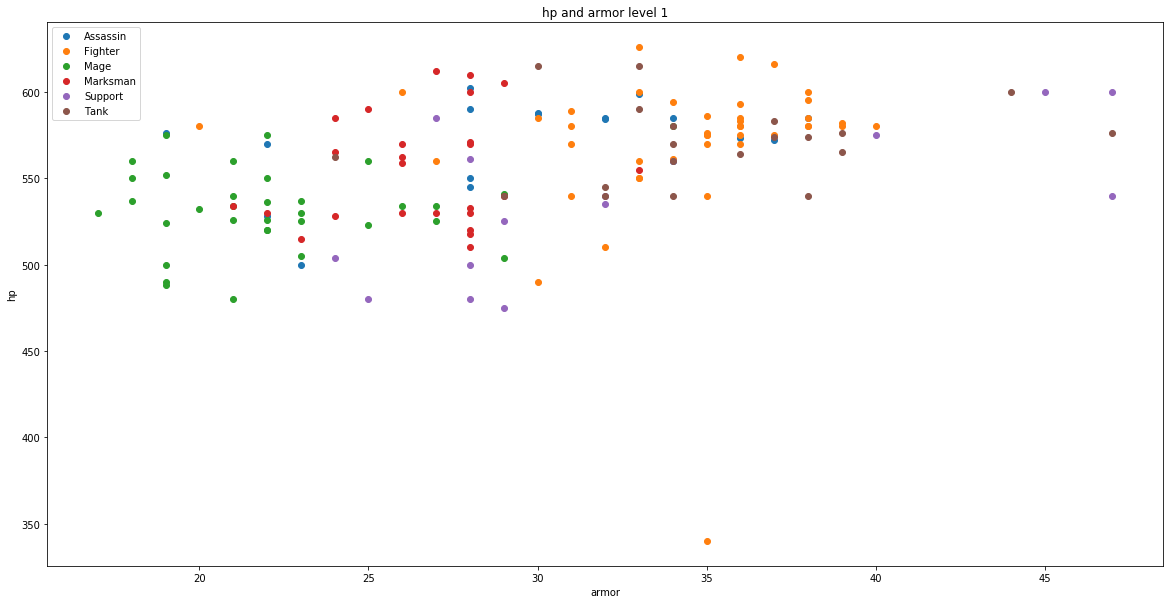 hp and armor level 1
Assassin
Fighter
Mage
Marksman
Support
Tank
600
550
500
450
400
350
hp
20 25 30 35 40 45
armor